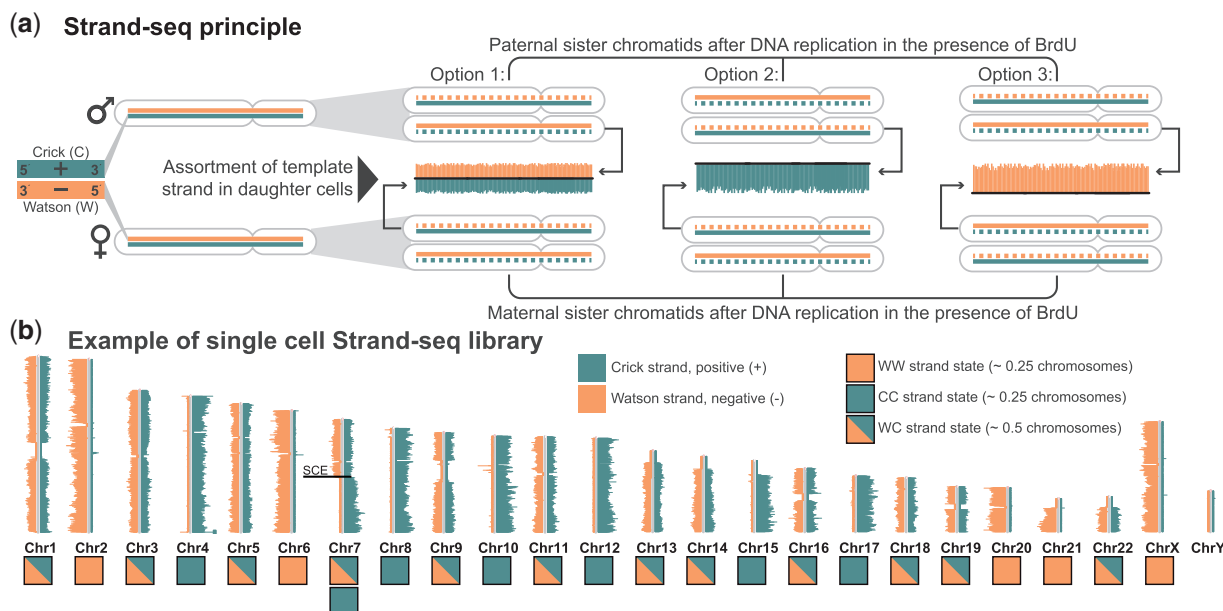 (a) Strand-seq principle
Paternal sister chromatids after DNA replication in the presence of BrdU
Option 1:
Option 2:
Option 3:
♂
Crick (C)
5´ + 3´
3´ − 5´
Watson (W)
♀
Assortment of template
strand in daughter cells
Maternal sister chromatids after DNA replication in the presence of BrdU
(b) Example of single cell Strand-seq library
Crick strand, positive (+)
Watson strand, negative (-)
WW strand state (~ 0.25 chromosomes)
CC strand state (~ 0.25 chromosomes)
WC strand state (~ 0.5 chromosomes)
SCE
Chr1 Chr2 Chr3 Chr4 Chr5 Chr6 Chr7 Chr8 Chr9 Chr10 Chr11 Chr12 Chr13 Chr14 Chr15 Chr16 Chr17 Chr18 Chr19 Chr20 Chr21 Chr22 ChrX ChrY